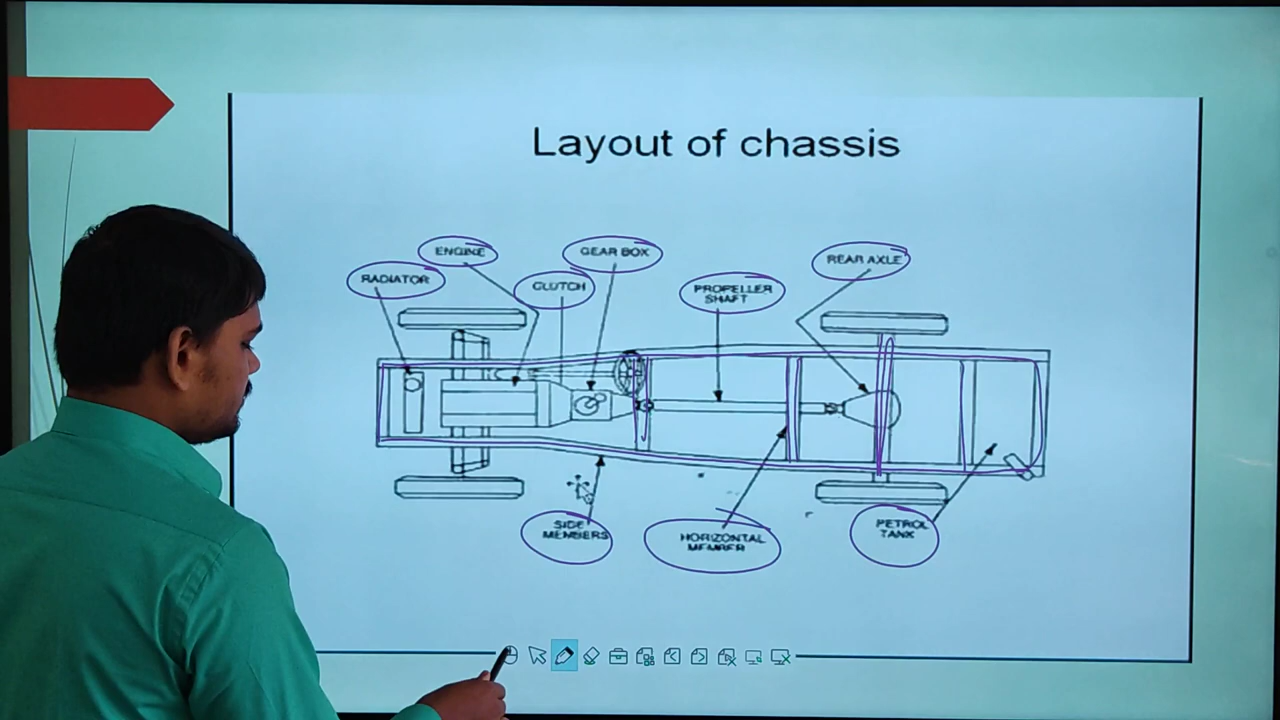 Layout of chassis
ENGINE
GEAR BOX
REAR AXLE
RADIATOR
CLUTCH
PROPELLER
SHAFT
SIDE
MEMBERS
HORIZONTAL
MEMBER
PETROL
TANK